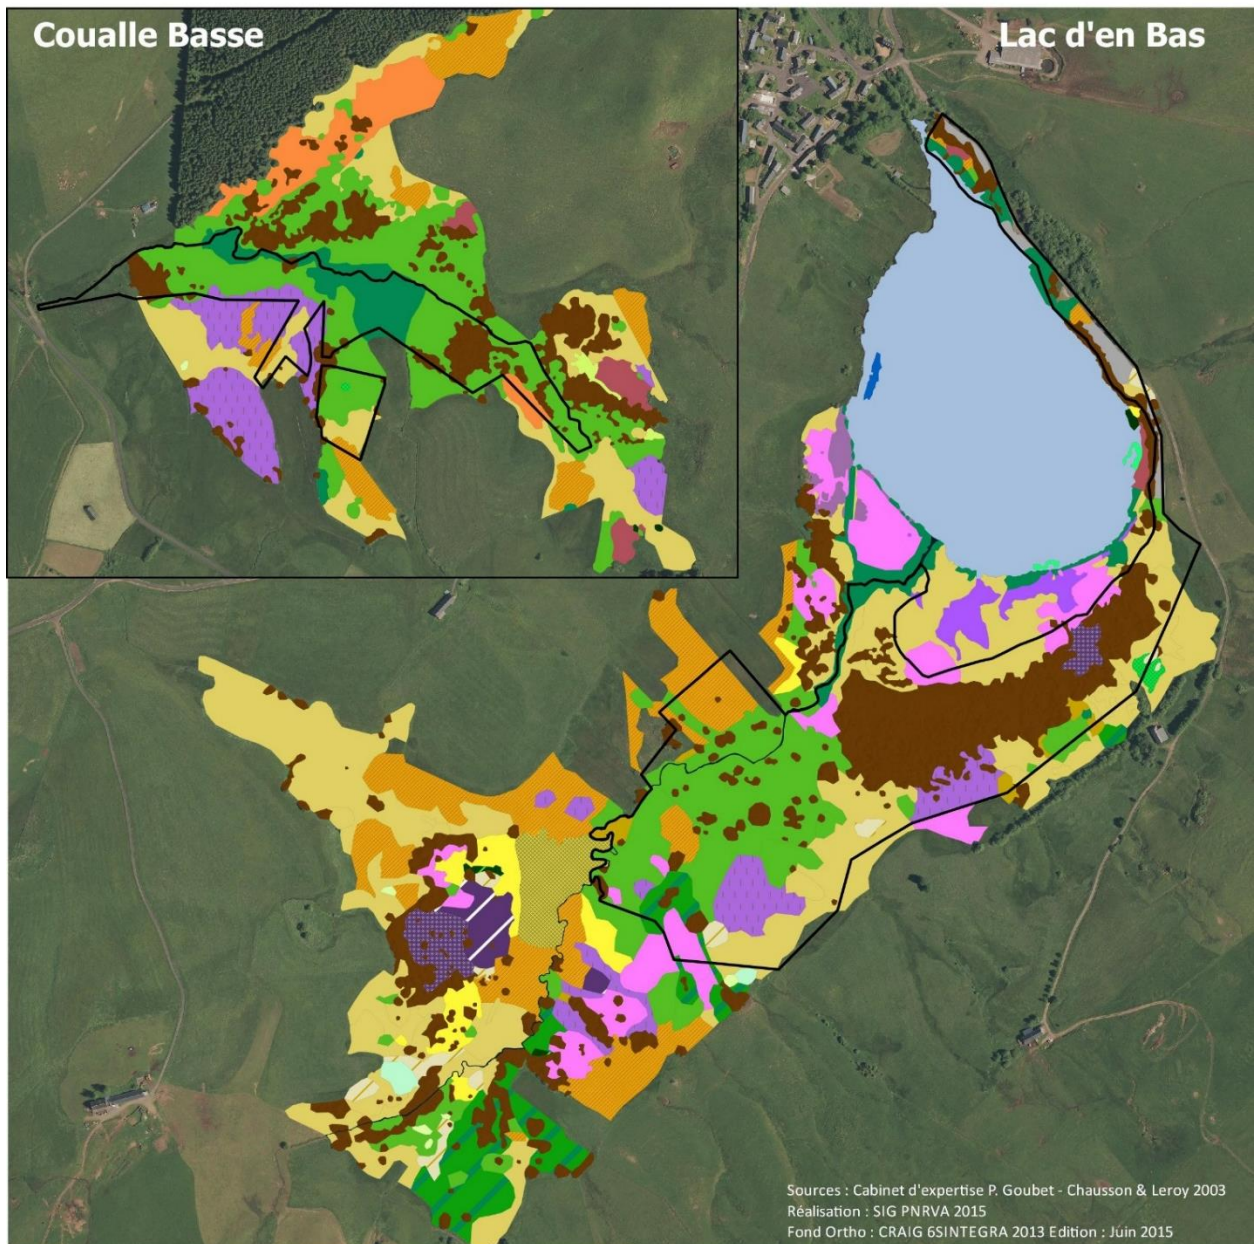 Coualle Basse
Lac d'en Bas
Sources : Cabinet d'expertise P. Goubet - Chausson & Leroy 2003
Réalisation : SIG PNRVA 2015
Fond Ortho : CRAIG 6SINTEGRA 2013 Edition : Juin 2015